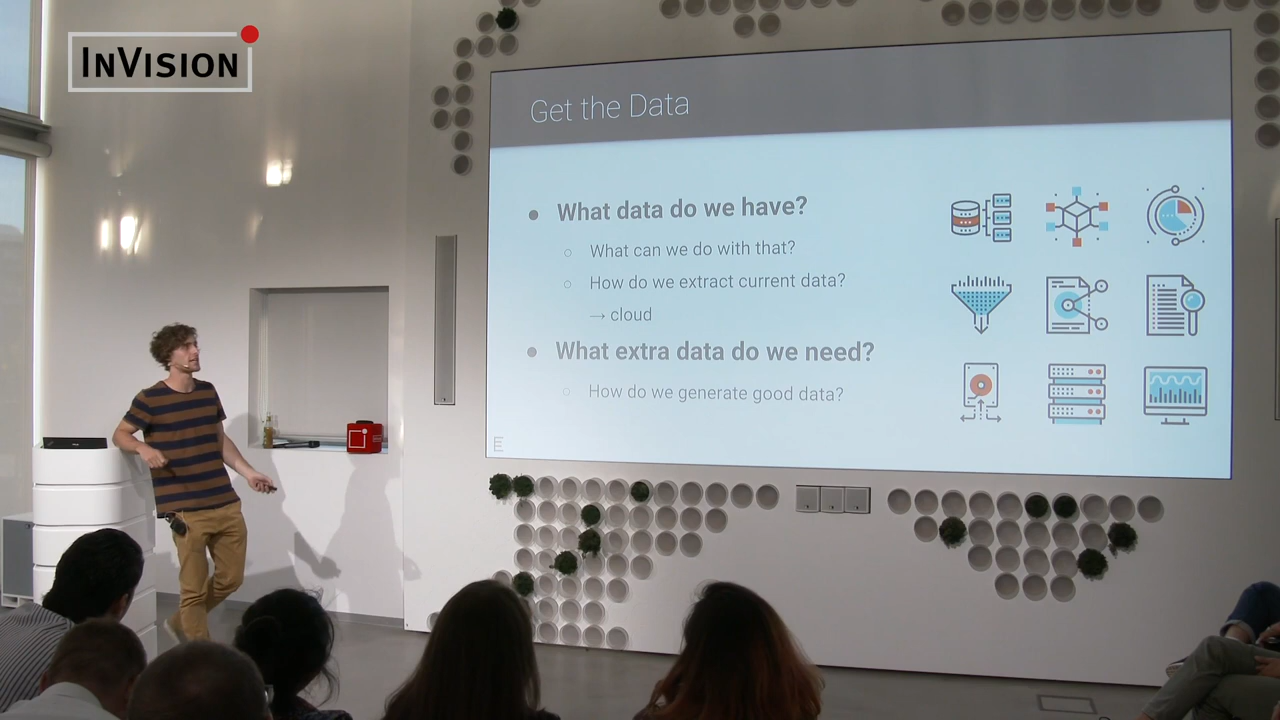 INVISION
Get the Data
● What data do we have?
○ What can we do with that?
○ How do we extract current data?
→ cloud
● What extra data do we need?
○ How do we generate good data?
E